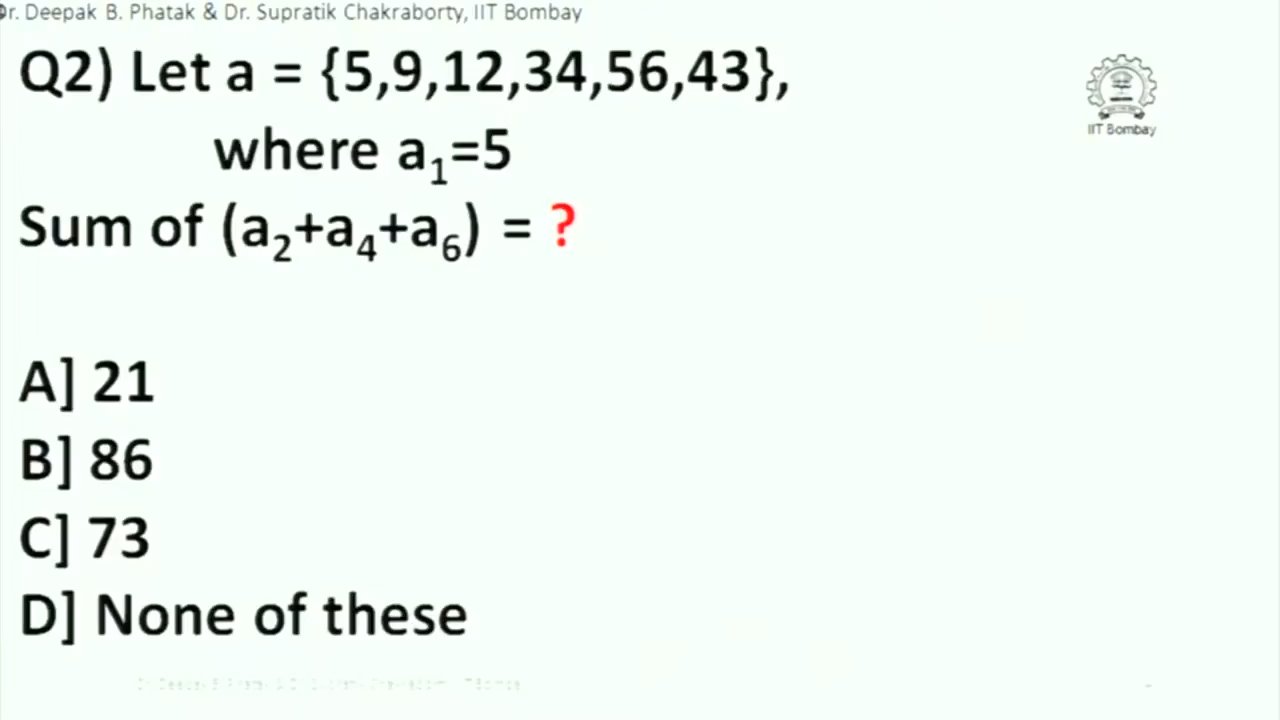 Dr. Deepak B. Phatak & Dr. Supratik Chakraborty, IIT Bombay
Q2) Let a = {5,9,12,34,56,43},
where a₁=5
Sum of (a₂+a₄+a₆) = ?
IIT Bombay
A] 21
B] 86
C] 73
D] None of these